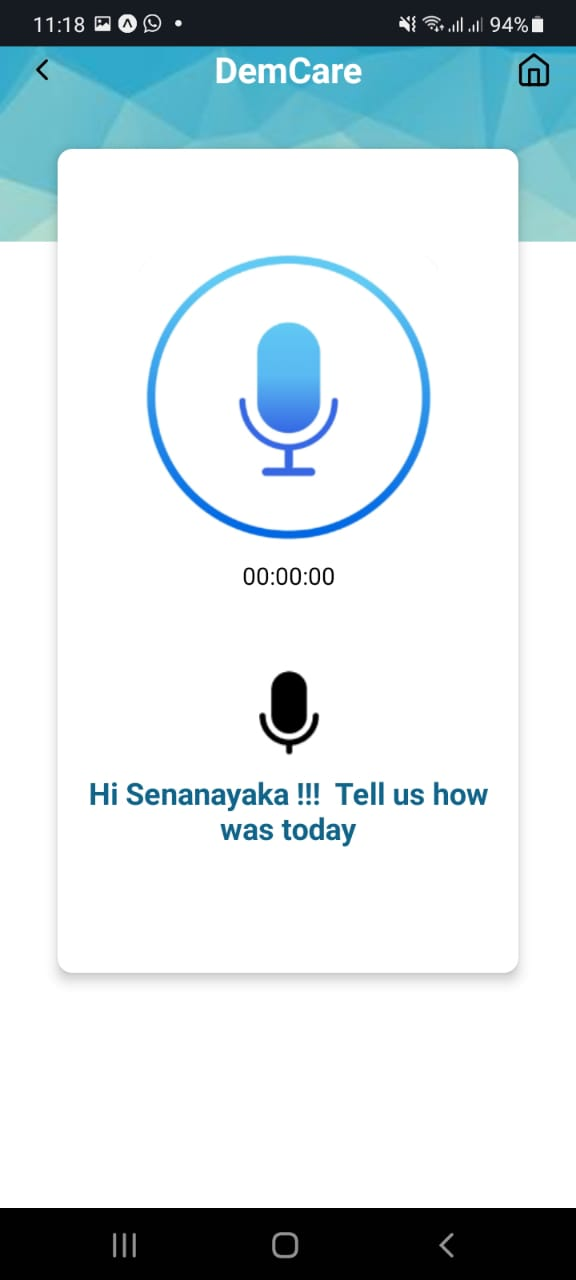 11:18 94%
DemCare
00:00:00
Hi Senanayaka !!!  Tell us how
was today